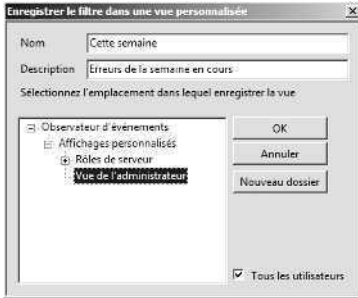 Enregistrer le filtre dans une vue personnalisée
Nom Cette semaine
Description Erreurs de la semaine en cours
Sélectionnez l'emplacement dans lequel enregistrer la vue
Observateur d'événements
Affichages personnalisés
Rôles de serveur
Vue de l'administrateur
OK
Annuler
Nouveau dossier
Tous les utilisateurs